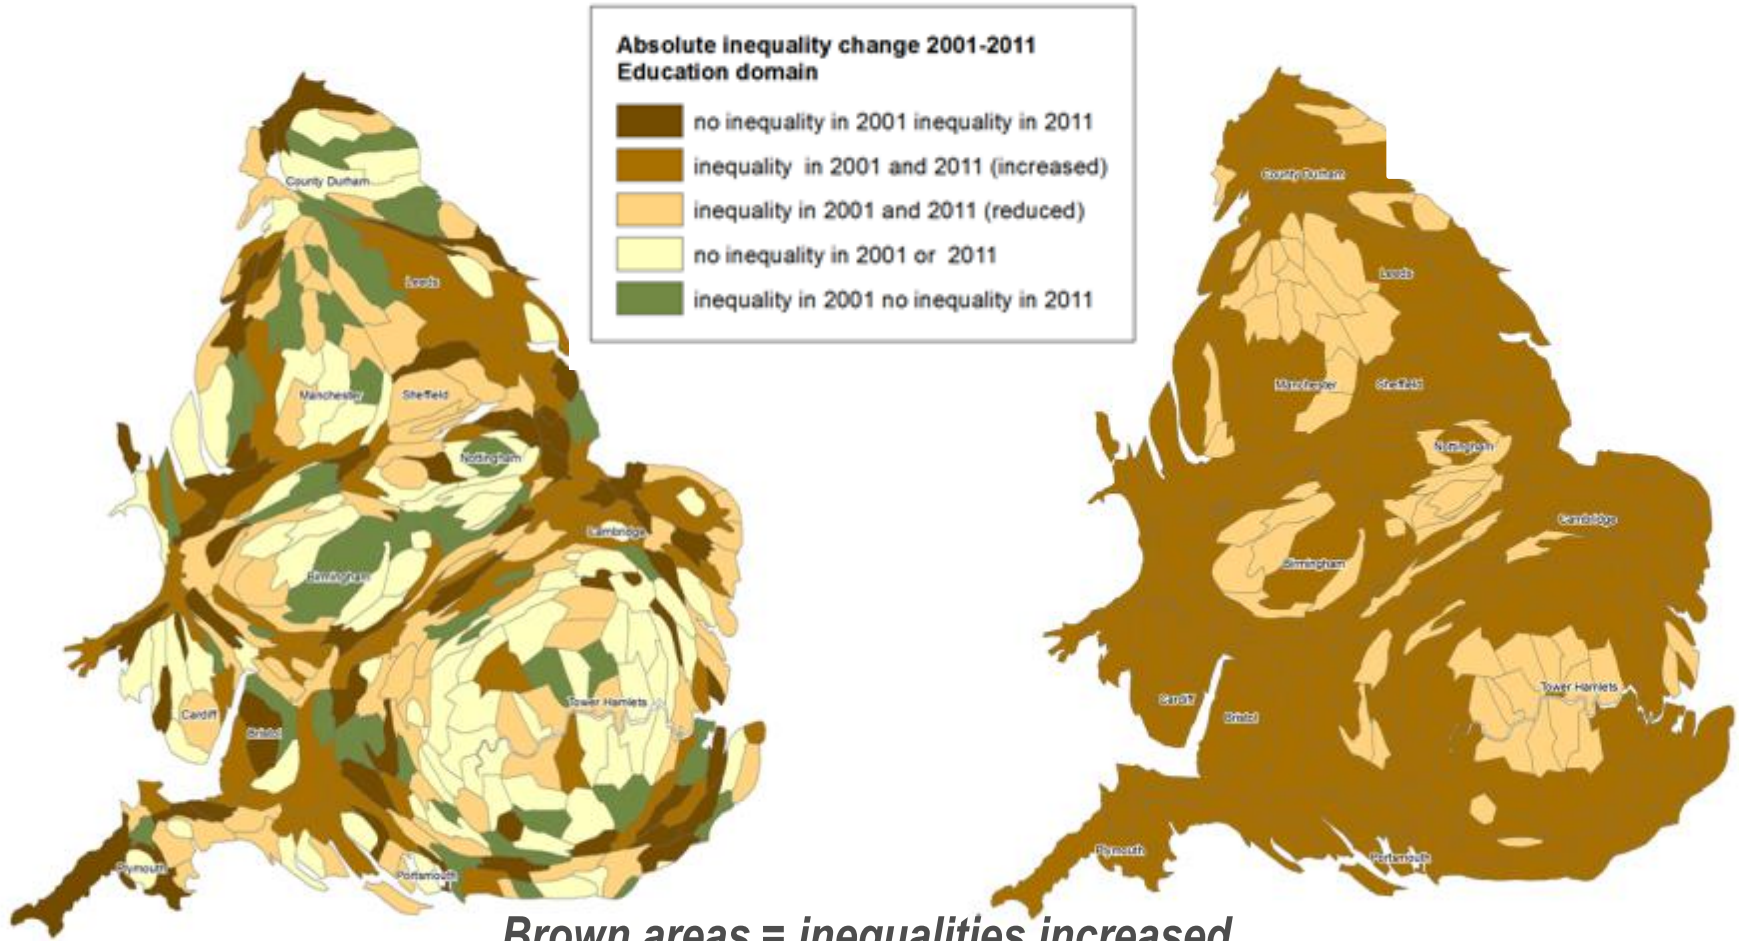 Absolute inequality change 2001-2011
Education domain
no inequality in 2001 inequality in 2011
inequality in 2001 and 2011 (increased)
inequality in 2001 and 2011 (reduced)
no inequality in 2001 or 2011
inequality in 2001 no inequality in 2011
County Durham
Leeds
Manchester
Sheffield
Nottingham
Cambridge
Birmingham
Tower Hamlets
Cardiff
Bristol
Plymouth
Portsmouth
County Durham
Leeds
Manchester
Sheffield
Nottingham
Cambridge
Birmingham
Tower Hamlets
Cardiff
Bristol
Plymouth
Portsmouth
Brown areas = inequalities increased